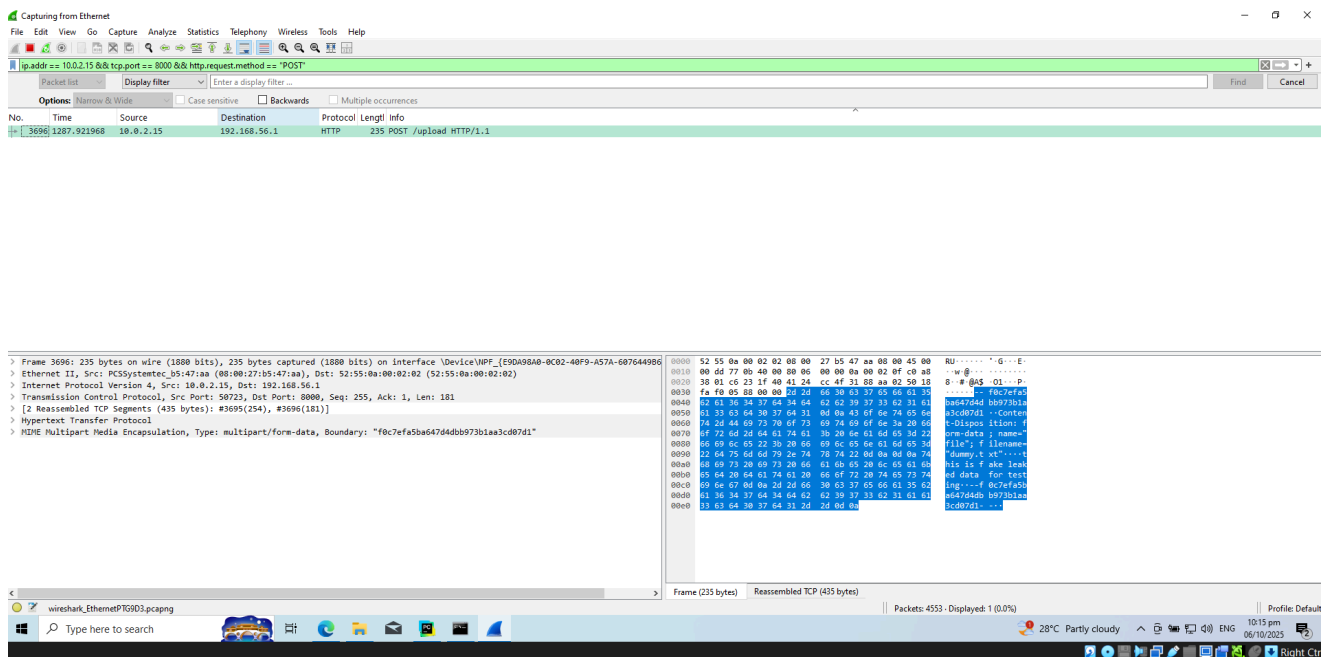 Capturing from Ethernet
File Edit View Go Capture Analyze Statistics Telephony Wireless Tools Help
ip.addr == 10.0.2.15 && tcp.port == 8000 && http.request.method == "POST"
Packet list Display filter Enter a display filter ... Find Cancel
Options: Narrow & Wide Case sensitive Backwards Multiple occurrences
No. Time Source Destination Protocol Lengtl Info
3696 1287.921968 10.0.2.15 192.168.56.1 HTTP 235 POST /upload HTTP/1.1
> Frame 3696: 235 bytes on wire (1880 bits), 235 bytes captured (1880 bits) on interface \Device\NPF_{E9DA98A0-0C02-40F9-A57A-6076449B6
> Ethernet II, Src: PCSSystemtec_b5:47:aa (08:00:27:b5:47:aa), Dst: 52:55:0a:00:02:02 (52:55:0a:00:02:02)
> Internet Protocol Version 4, Src: 10.0.2.15, Dst: 192.168.56.1
> Transmission Control Protocol, Src Port: 50723, Dst Port: 8000, Seq: 255, Ack: 1, Len: 181
> [2 Reassembled TCP Segments (435 bytes): #3695(254), #3696(181)]
> Hypertext Transfer Protocol
> MIME Multipart Media Encapsulation, Type: multipart/form-data, Boundary: "f0c7efa5ba647d4dbb973b1aa3cd07d1"
0000 52 55 0a 00 02 02 08 00 27 b5 47 aa 08 00 45 00 RU······ '·G···E·
0010 00 dd 77 0b 40 00 80 06 00 00 0a 00 02 0f c0 a8 ··w·@··· ········
0020 38 01 c6 23 1f 40 41 24 cc 4f 31 88 aa 02 50 18 8··#·@A$ ·O1···P·
0030 fa f0 05 88 00 00 2d 2d 66 30 63 37 65 66 61 35 ······-- f0c7efa5
0040 62 61 36 34 37 64 34 64 62 62 39 37 33 62 31 61 ba647d4d bb973b1a
0050 61 33 63 64 30 37 64 31 0d 0a 43 6f 6e 74 65 6e a3cd07d1 ··Conten
0060 74 2d 44 69 73 70 6f 73 69 74 69 6f 6e 3a 20 66 t-Dispos ition: f
0070 6f 72 6d 2d 64 61 74 61 3b 20 6e 61 6d 65 3d 22 orm-data ; name="
0080 66 69 6c 65 22 3b 20 66 69 6c 65 6e 61 6d 65 3d file"; f ilename=
0090 22 64 75 6d 6d 79 2e 74 78 74 22 0d 0a 0d 0a 74 "dummy.t xt"····t
00a0 68 69 73 20 69 73 20 66 61 6b 65 20 6c 65 61 6b his is f ake leak
00b0 65 64 20 64 61 74 61 20 66 6f 72 20 74 65 73 74 ed data for test
00c0 69 6e 67 0d 0a 2d 2d 66 30 63 37 65 66 61 35 62 ing··--f 0c7efa5b
00d0 61 36 34 37 64 34 64 62 62 39 37 33 62 31 61 61 a647d4db b973b1aa
00e0 33 63 64 30 37 64 31 2d 2d 0d 0a 3cd07d1- -··
Frame (235 bytes) Reassembled TCP (435 bytes)
wireshark_EthernetPTG9D3.pcapng Packets: 4553 · Displayed: 1 (0.0%) Profile: Default
Type here to search 28°C Partly cloudy ENG 10:15 pm
06/10/2025
Right Ctrl